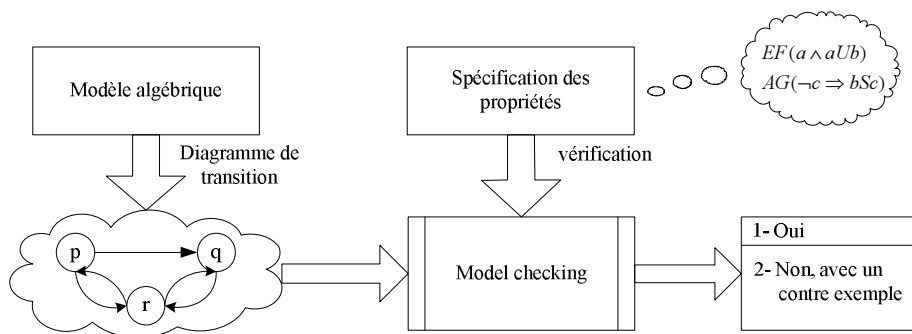 Modèle algébrique
Spécification des
propriétés
EF(a ∧ aUb)
AG(¬c ⇒ bSc)
Diagramme de
transition
vérification
p
q
r
Model checking
1- Oui
2- Non, avec un
contre exemple